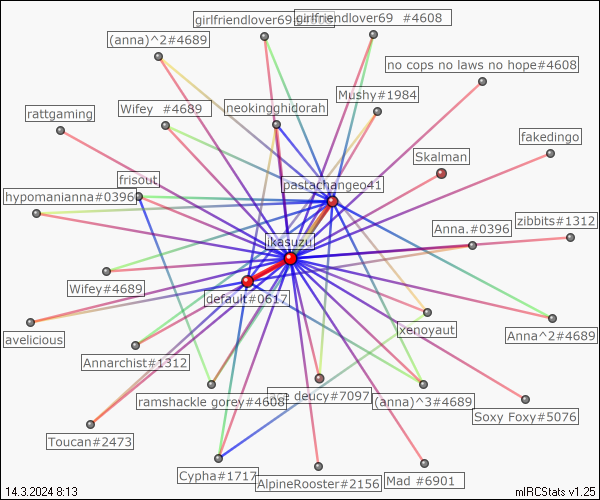 girlfriendlover69
girlfriendlover69 #4608
(anna)^2#4689
no cops no laws no hope#4608
Mushy#1984
rattgaming
Wifey #4689
neokingghidorah
fakedingo
Skalman
frisout
pastachangeo41
hypomanianna#0396
zibbits#1312
Anna.#0396
ikasuzu
Wifey#4689
default#0617
xenoyaut
Anna^2#4689
avelicious
Annarchist#1312
deucy#7097
ramshackle gorey#4608
(anna)^3#4689
Soxy Foxy#5076
Toucan#2473
Cypha#1717
AlpineRooster#2156
Mad #6901
14.3.2024 8:13
mIRCStats v1.25